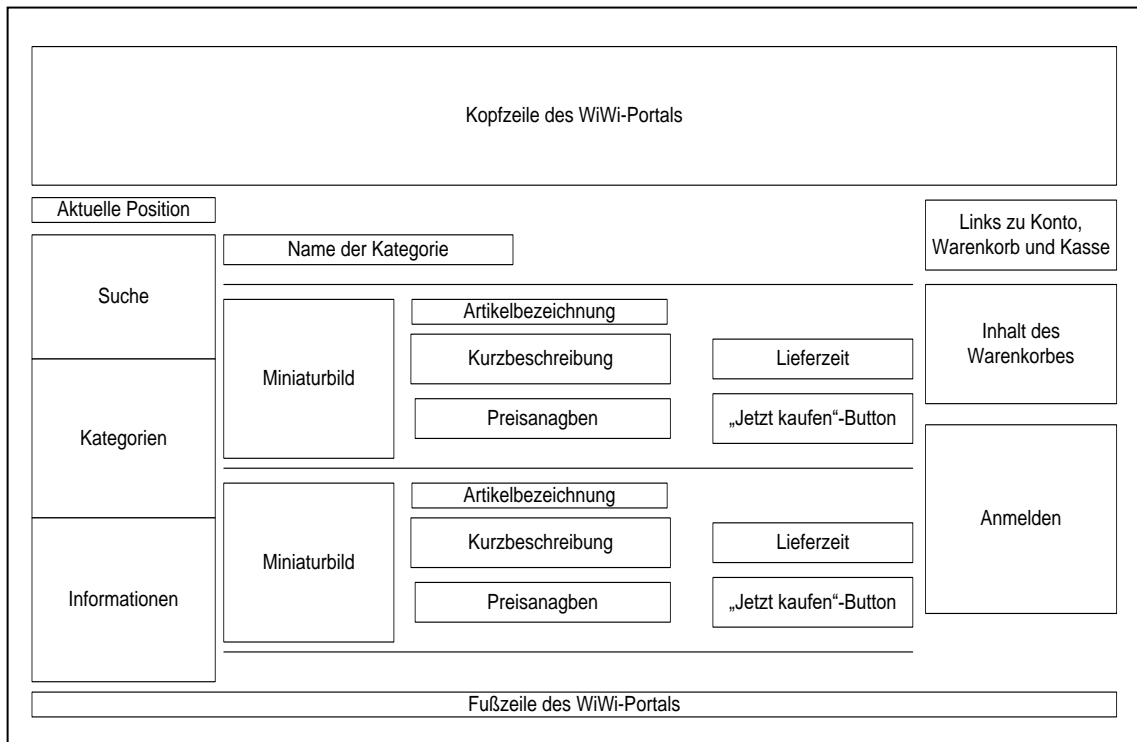 Kopfzeile des WiWi-Portals
Aktuelle Position
Links zu Konto,
Warenkorb und Kasse
Name der Kategorie
Suche
Kategorien
Informationen
Miniaturbild
Artikelbezeichnung
Kurzbeschreibung
Preisanagben
Lieferzeit
„Jetzt kaufen“-Button
Miniaturbild
Artikelbezeichnung
Kurzbeschreibung
Preisanagben
Lieferzeit
„Jetzt kaufen“-Button
Inhalt des
Warenkorbes
Anmelden
Fußzeile des WiWi-Portals